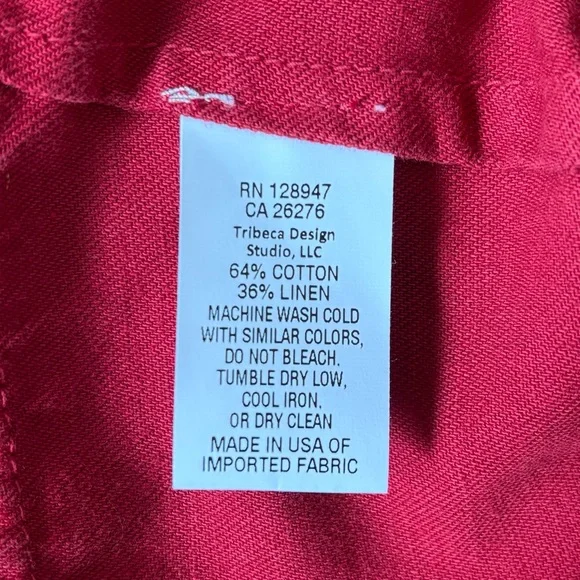 RN 128947
CA 26276
Tribeca Design
Studio, LLC
64% COTTON
36% LINEN
MACHINE WASH COLD
WITH SIMILAR COLORS,
DO NOT BLEACH.
TUMBLE DRY LOW,
COOL IRON,
OR DRY CLEAN
MADE IN USA OF
IMPORTED FABRIC